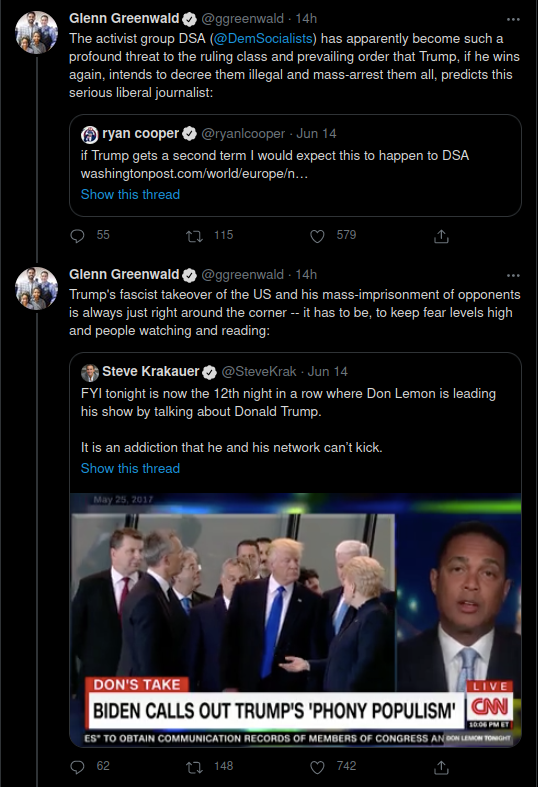 Glenn Greenwald @ggreenwald · 14h
The activist group DSA (@DemSocialists) has apparently become such a
profound threat to the ruling class and prevailing order that Trump, if he wins
again, intends to decree them illegal and mass-arrest them all, predicts this
serious liberal journalist:
ryan cooper @ryanlcooper · Jun 14
if Trump gets a second term I would expect this to happen to DSA
washingtonpost.com/world/europe/n…
Show this thread
55 115 579
Glenn Greenwald @ggreenwald · 14h
Trump's fascist takeover of the US and his mass-imprisonment of opponents
is always just right around the corner -- it has to be, to keep fear levels high
and people watching and reading:
Steve Krakauer @SteveKrak · Jun 14
FYI tonight is now the 12th night in a row where Don Lemon is leading
his show by talking about Donald Trump.
It is an addiction that he and his network can't kick.
Show this thread
May 25, 2017
DON'S TAKE
LIVE
BIDEN CALLS OUT TRUMP'S 'PHONY POPULISM'
CNN
10:06 PM ET
ES" TO OBTAIN COMMUNICATION RECORDS OF MEMBERS OF CONGRESS AN
DON LEMON TONIGHT
62 148 742